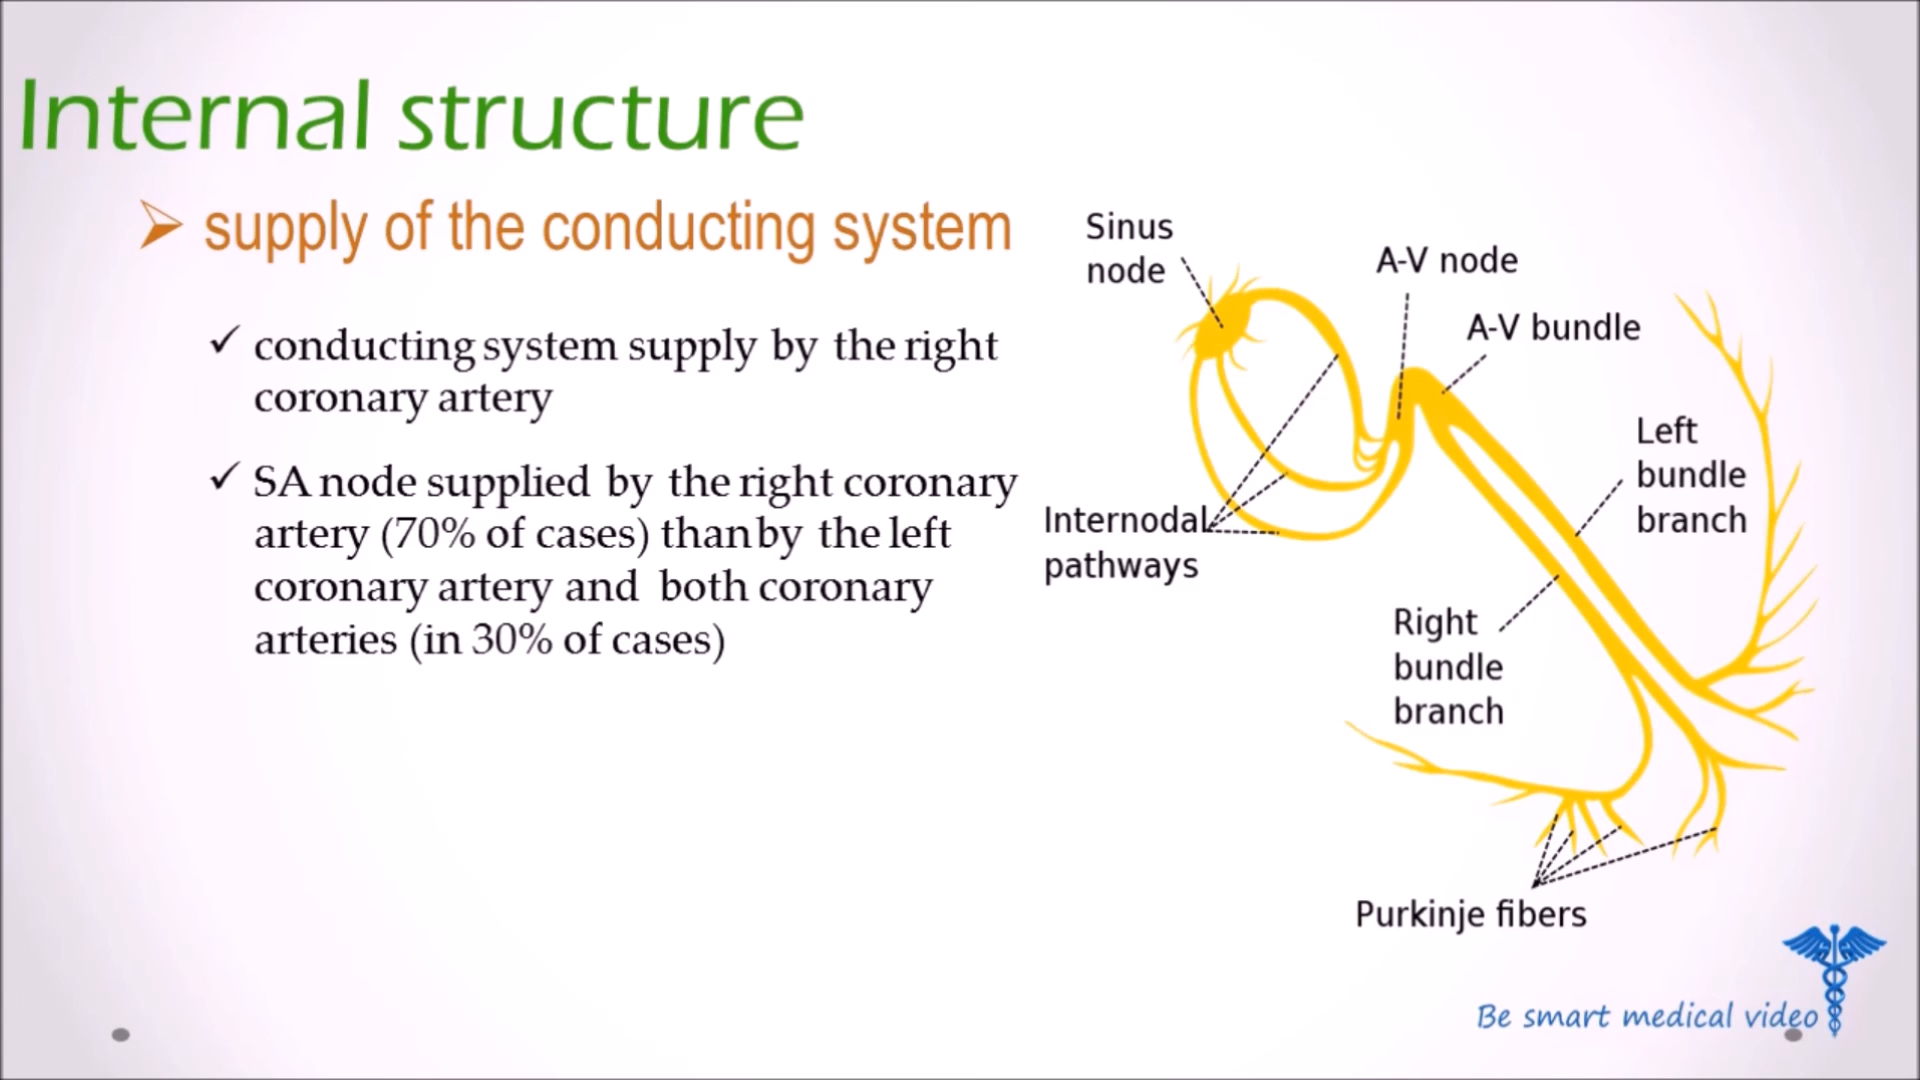 Internal structure
supply of the conducting system
conducting system supply by the right
coronary artery
SA node supplied by the right coronary
artery (70% of cases) than by the left
coronary artery and both coronary
arteries (in 30% of cases)
Sinus
node
A-V node
A-V bundle
Left
bundle
branch
Internodal
pathways
Right
bundle
branch
Purkinje fibers
Be smart medical video